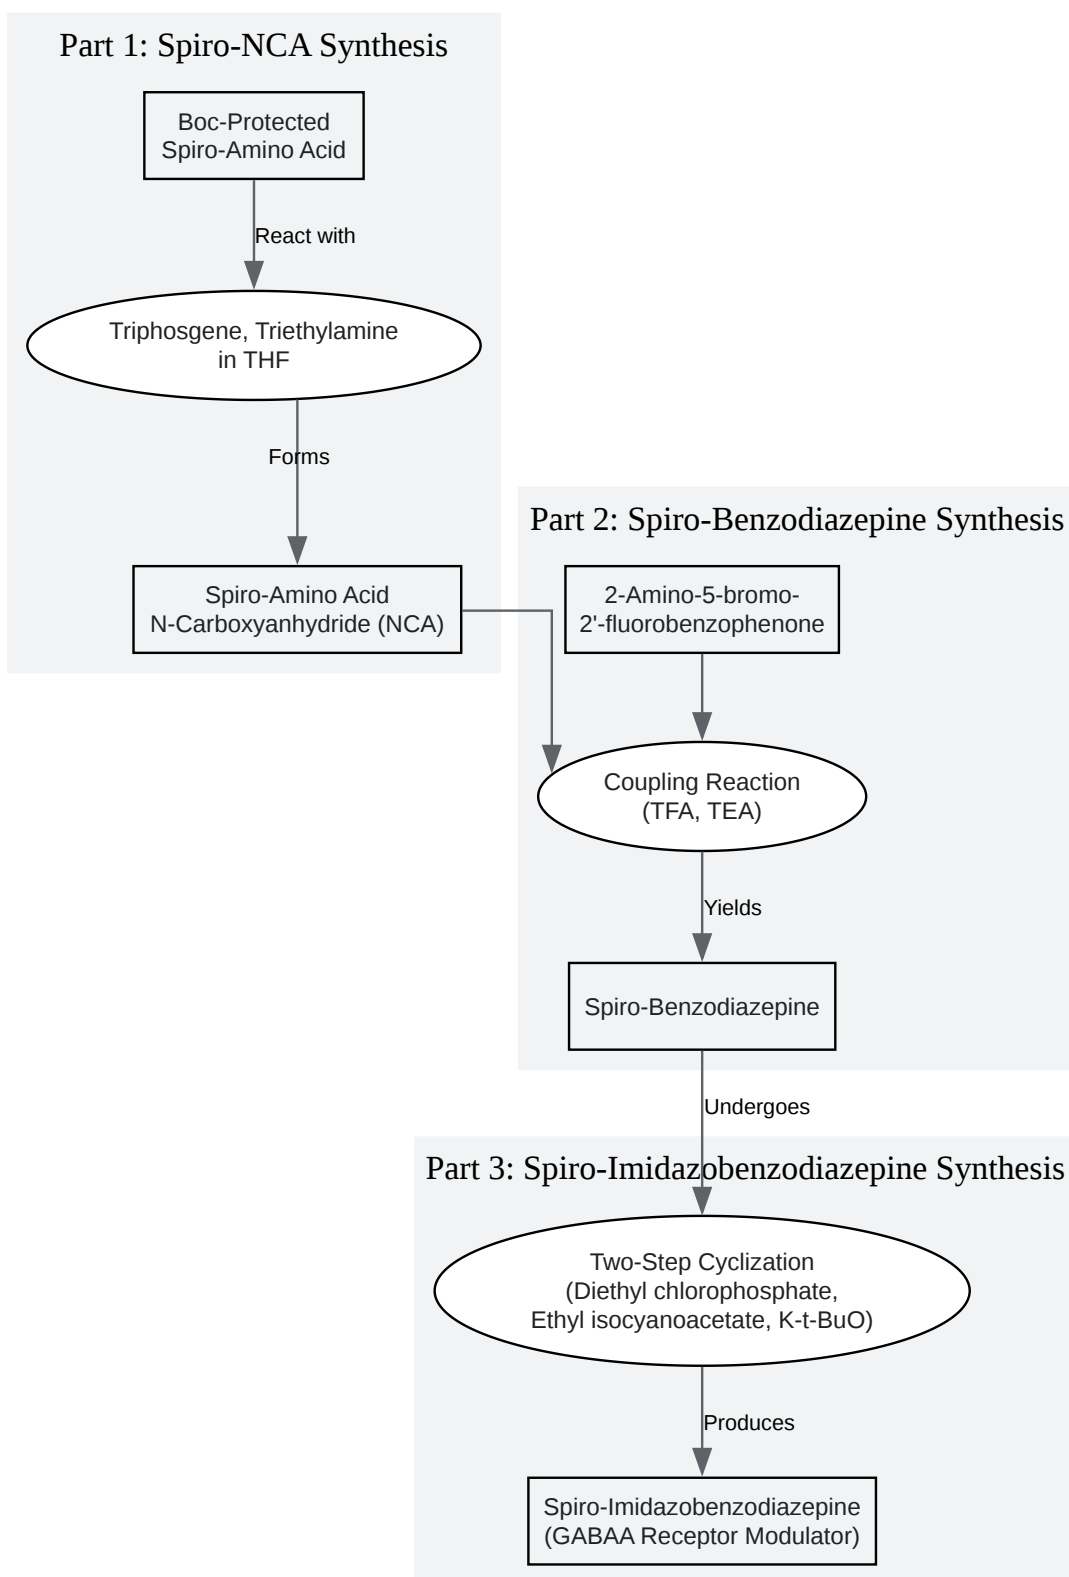 Part 1: Spiro-NCA Synthesis
Boc-Protected
Spiro-Amino Acid
React with
Triphosgene, Triethylamine
in THF
Forms
Spiro-Amino Acid
N-Carboxyanhydride (NCA)
Part 2: Spiro-Benzodiazepine Synthesis
2-Amino-5-bromo-
2'-fluorobenzophenone
Coupling Reaction
(TFA, TEA)
Yields
Spiro-Benzodiazepine
Undergoes
Part 3: Spiro-Imidazobenzodiazepine Synthesis
Two-Step Cyclization
(Diethyl chlorophosphate,
Ethyl isocyanoacetate, K-t-BuO)
Produces
Spiro-Imidazobenzodiazepine
(GABAA Receptor Modulator)